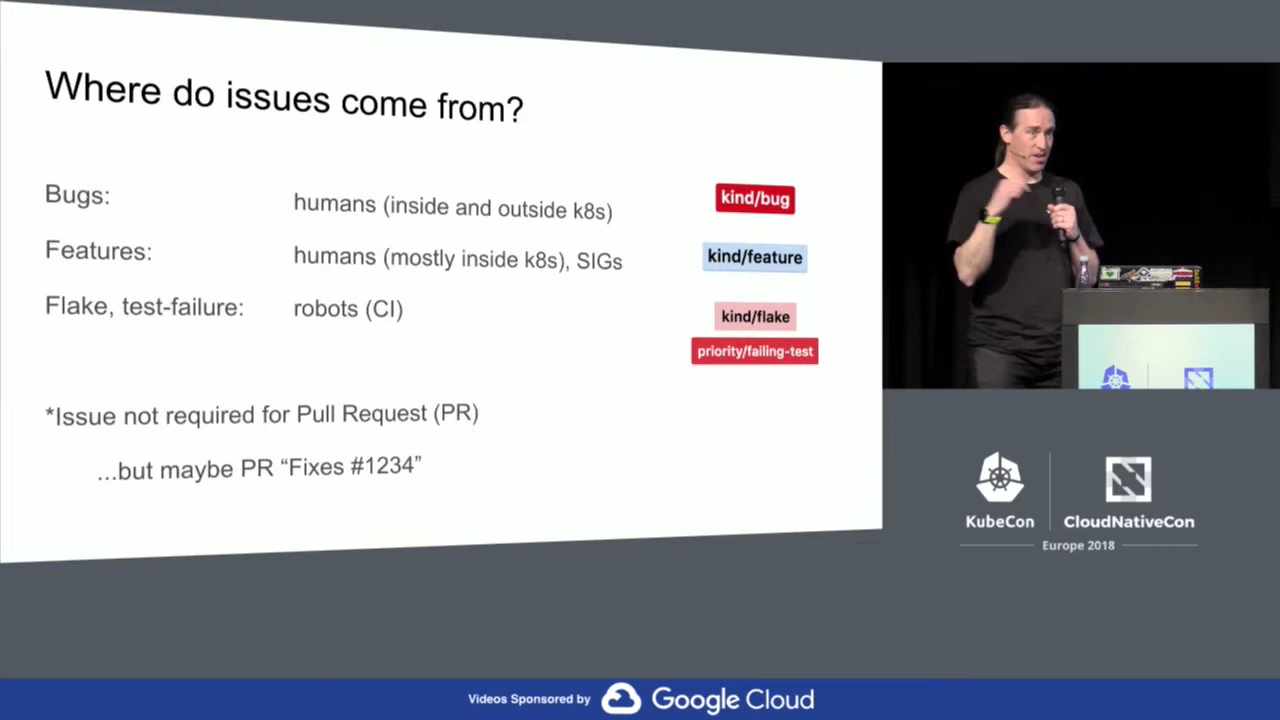 Where do issues come from?
Bugs: humans (inside and outside k8s) kind/bug
Features: humans (mostly inside k8s), SIGs kind/feature
Flake, test-failure: robots (CI) kind/flake
priority/failing-test
*Issue not required for Pull Request (PR)
...but maybe PR “Fixes #1234”
KubeCon CloudNativeCon
Europe 2018
Videos Sponsored by Google Cloud